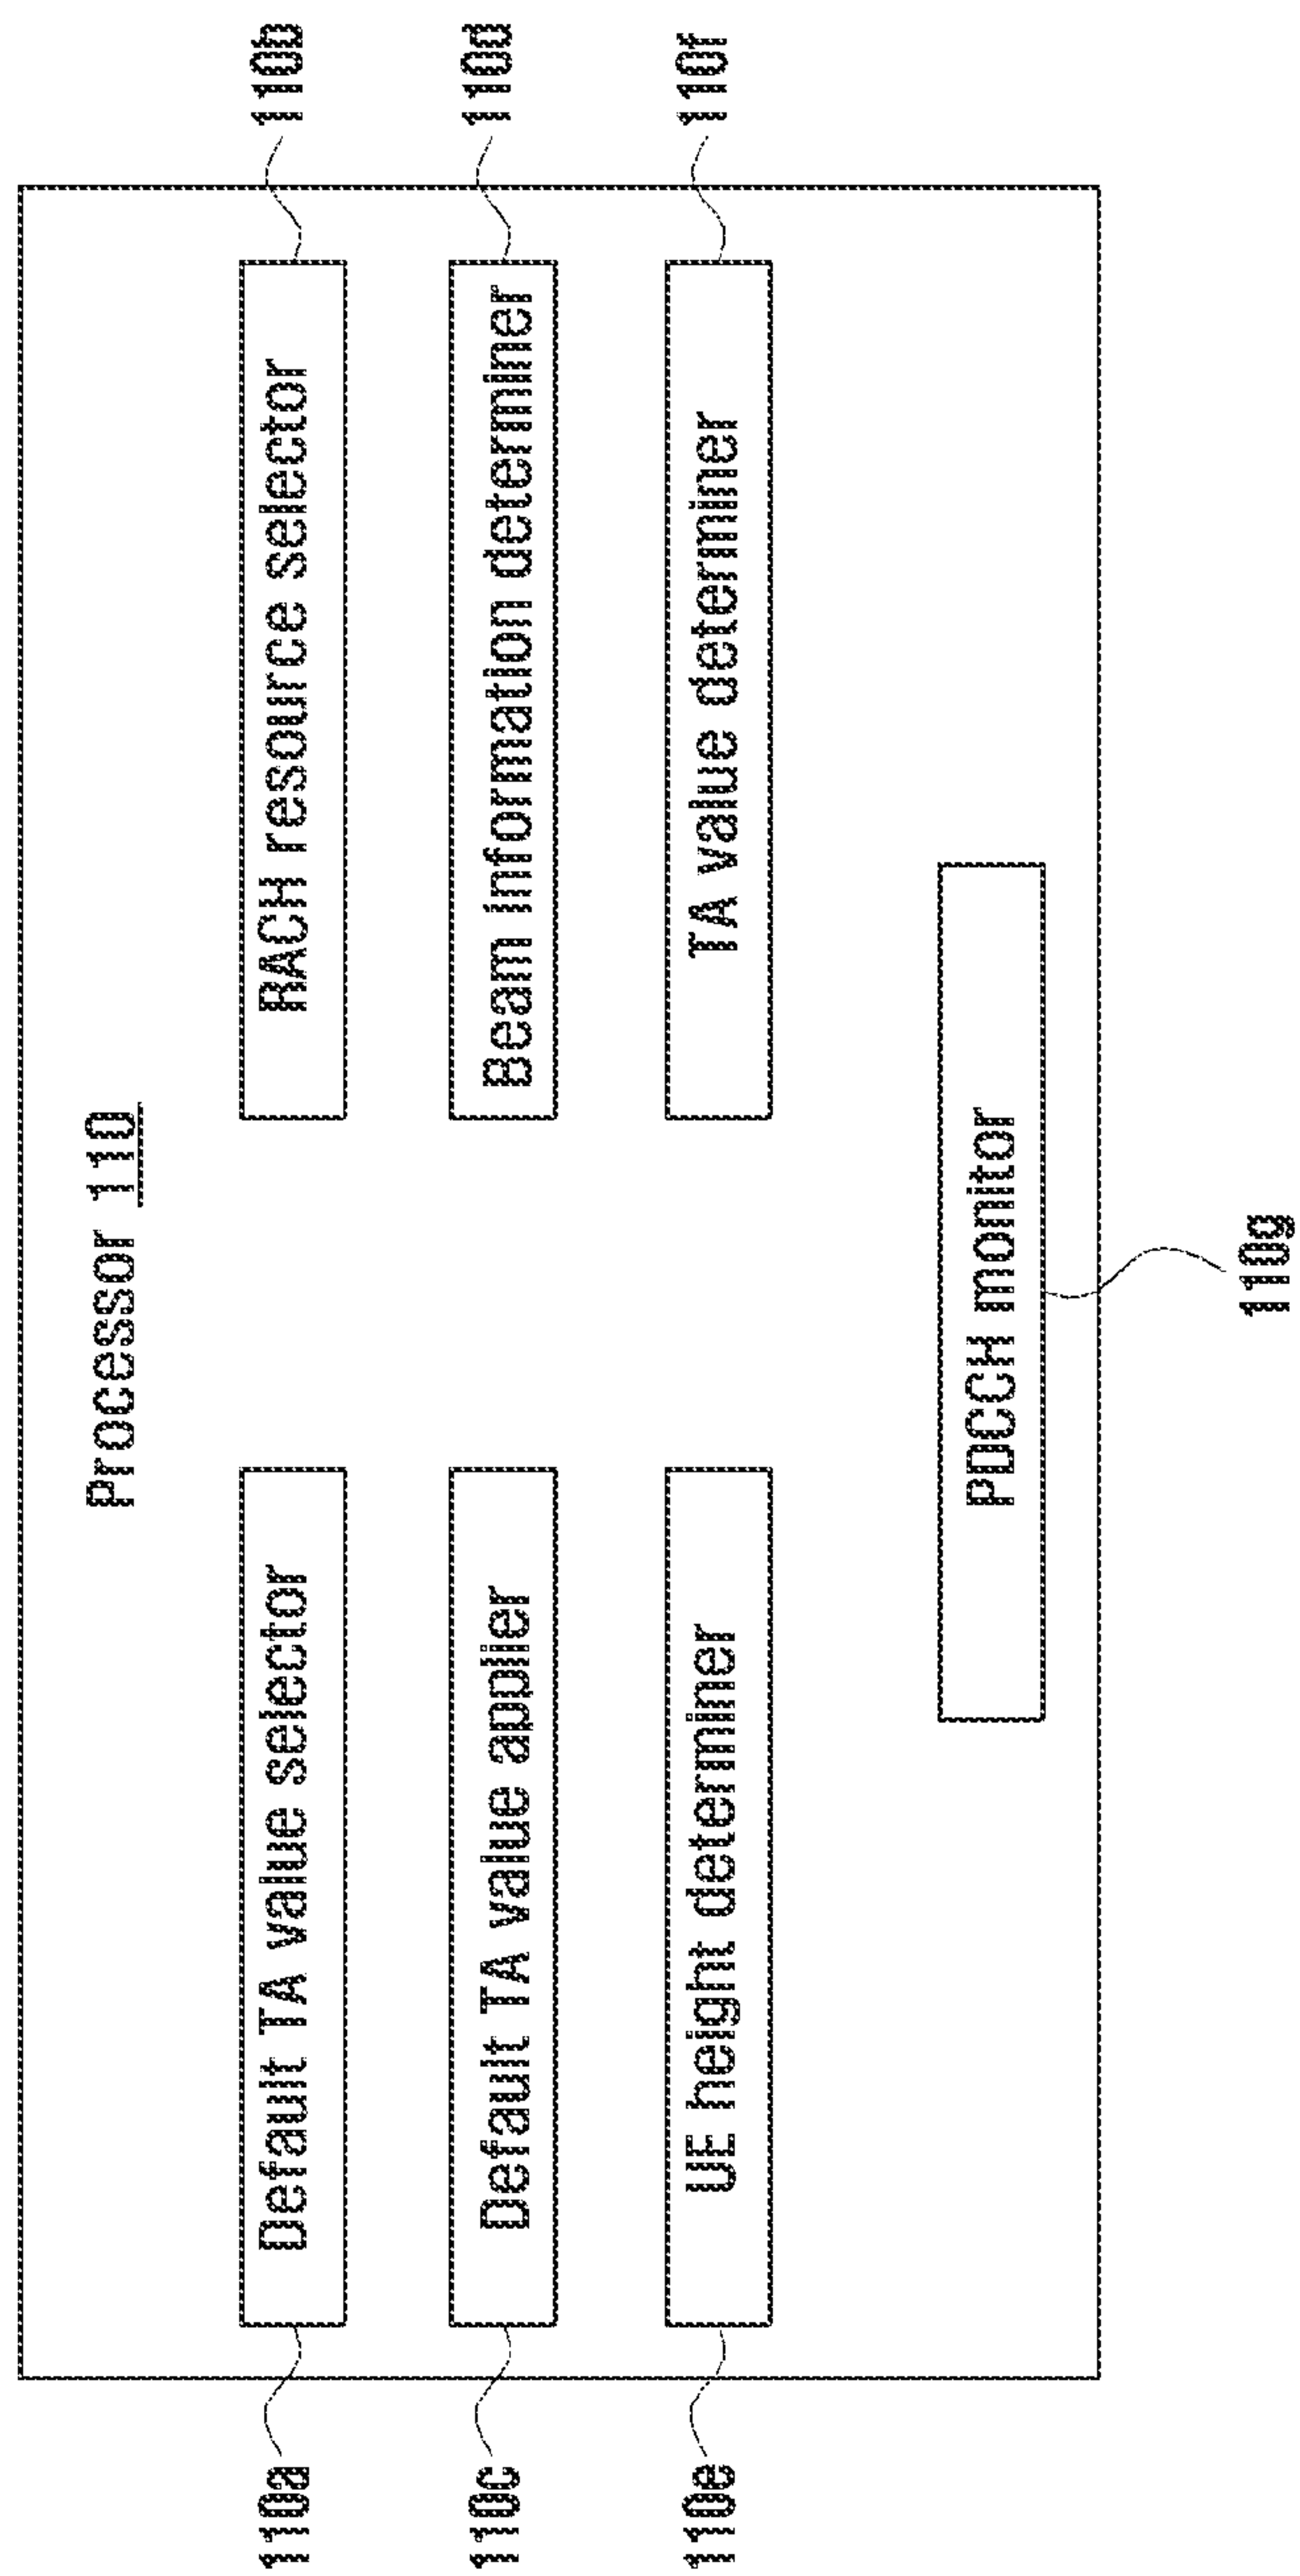 Processor 110
110a
Default TA value selector
RACH resource selector
110b
110c
Default TA value applier
Beam information determiner
110d
110e
UE height determiner
TA value determiner
110f
PDCCH monitor
110g